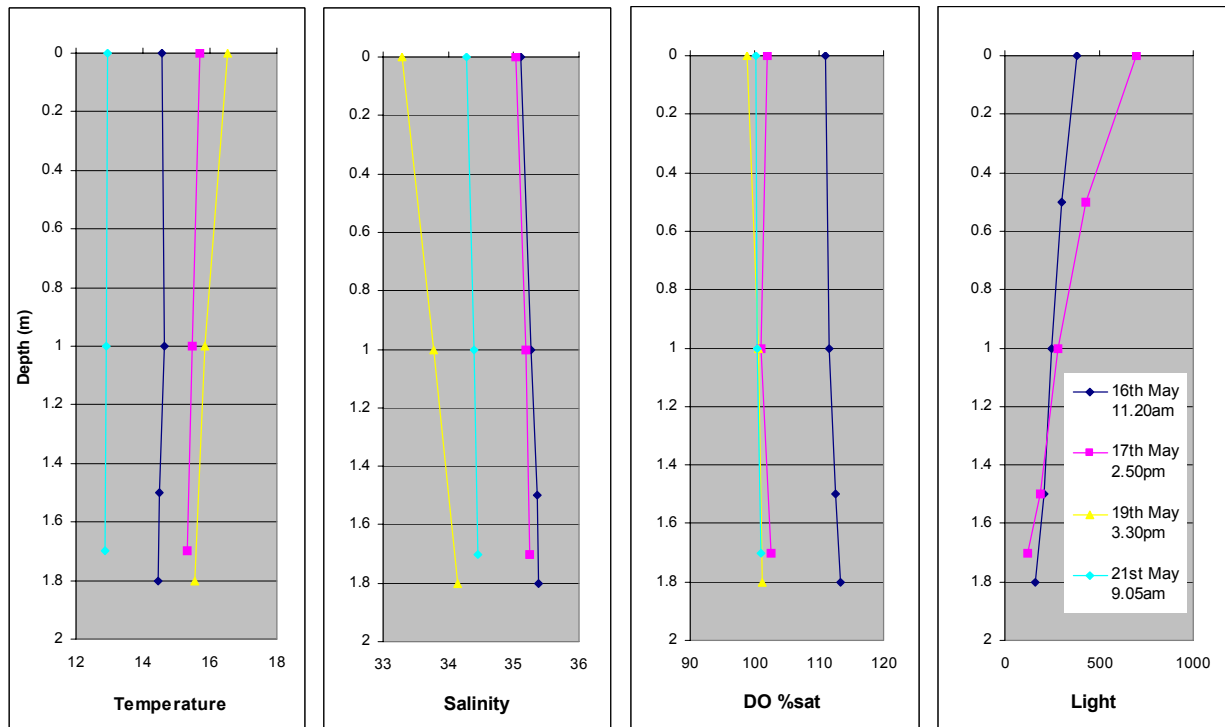 0
0.2
0.4
0.6
0.8
1
1.2
1.4
1.6
1.8
2
Depth (m)
12 14 16 18
Temperature
0
0.2
0.4
0.6
0.8
1
1.2
1.4
1.6
1.8
2
33 34 35 36
Salinity
0
0.2
0.4
0.6
0.8
1
1.2
1.4
1.6
1.8
2
90 100 110 120
DO %sat
0
0.2
0.4
0.6
0.8
1
1.2
1.4
1.6
1.8
2
0 500 1000
Light
16th May
11.20am
17th May
2.50pm
19th May
3.30pm
21st May
9.05am